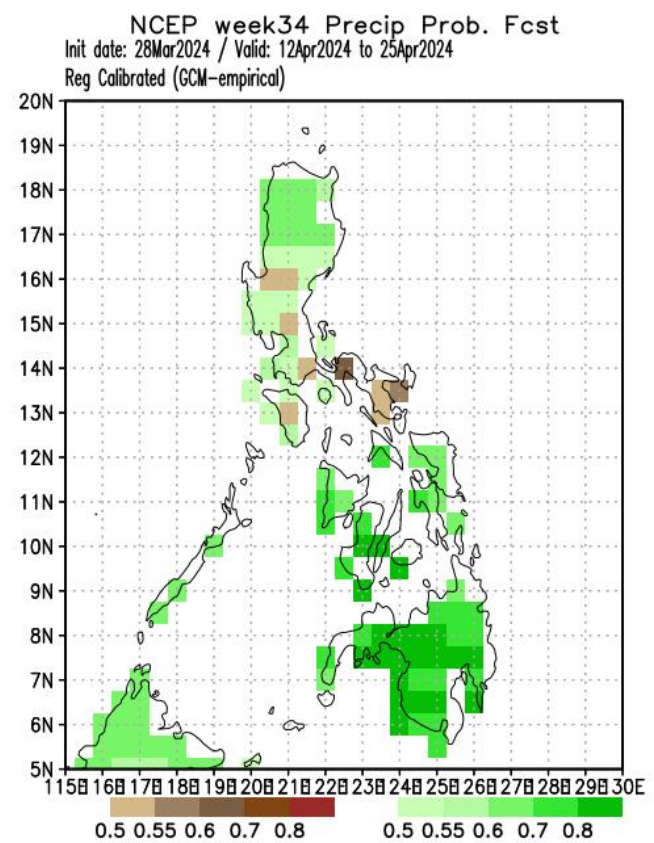 NCEP week34 Precip Prob. Fcst
Init date: 28Mar2024 / Valid: 12Apr2024 to 25Apr2024
Reg Calibrated (GCM-empirical)
20N
19N
18N
17N
16N
15N
14N
13N
12N
11N
10N
9N
8N
7N
6N
5N
115E 116E 117E 118E 119E 120E 121E 122E 123E 124E 125E 126E 127E 128E 129E 130E
0.5 0.55 0.6 0.7 0.8 0.5 0.55 0.6 0.7 0.8